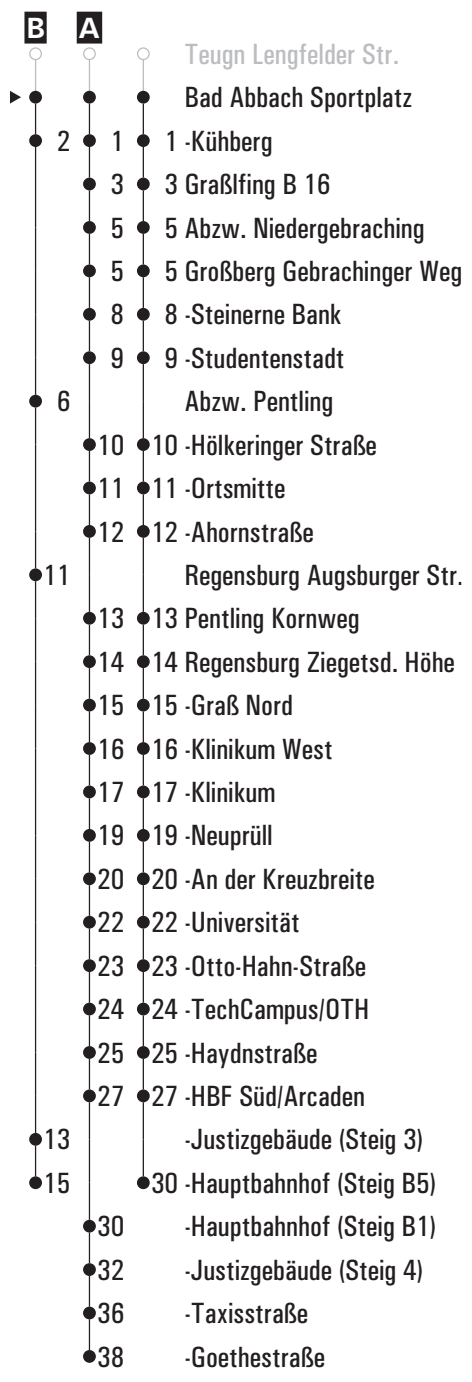 B A
Teugn Lengfelder Str.
Bad Abbach Sportplatz
2 1 1 -Kühberg
3 3 Graßlfing B 16
5 5 Abzw. Niedergebraching
5 5 Großberg Gebrachinger Weg
8 8 -Steinerne Bank
9 9 -Studentenstadt
6 Abzw. Pentling
10 10 -Hölkeringer Straße
11 11 -Ortsmitte
12 12 -Ahornstraße
11 Regensburg Augsburger Str.
13 13 Pentling Kornweg
14 14 Regensburg Ziegetsd. Höhe
15 15 -Graß Nord
16 16 -Klinikum West
17 17 -Klinikum
19 19 -Neuprüll
20 20 -An der Kreuzbreite
22 22 -Universität
23 23 -Otto-Hahn-Straße
24 24 -TechCampus/OTH
25 25 -Haydnstraße
27 27 -HBF Süd/Arcaden
13 -Justizgebäude (Steig 3)
15 30 -Hauptbahnhof (Steig B5)
30 -Hauptbahnhof (Steig B1)
32 -Justizgebäude (Steig 4)
36 -Taxisstraße
38 -Goethestraße